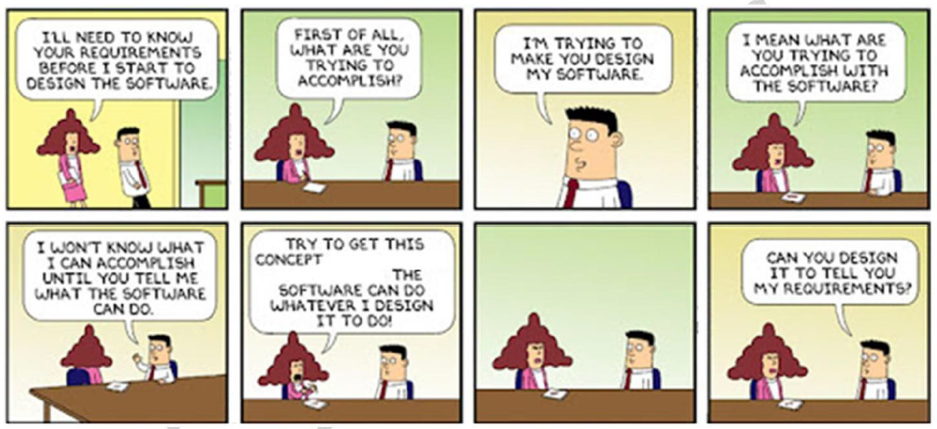 I'LL NEED TO KNOW
YOUR REQUIREMENTS
BEFORE I START TO
DESIGN THE SOFTWARE.
FIRST OF ALL,
WHAT ARE YOU
TRYING TO
ACCOMPLISH?
I'M TRYING TO
MAKE YOU DESIGN
MY SOFTWARE.
I MEAN WHAT ARE
YOU TRYING TO
ACCOMPLISH WITH
THE SOFTWARE?
I WON'T KNOW WHAT
I CAN ACCOMPLISH
UNTIL YOU TELL ME
WHAT THE SOFTWARE
CAN DO.
TRY TO GET THIS
CONCEPT
THE
SOFTWARE CAN DO
WHATEVER I DESIGN
IT TO DO!
CAN YOU DESIGN
IT TO TELL YOU
MY REQUIREMENTS?